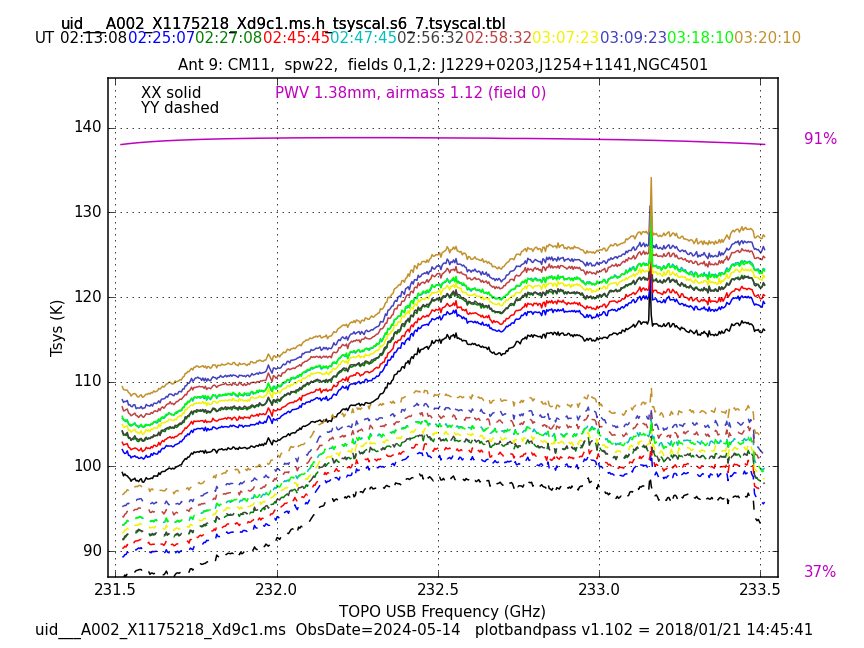 uid___A002_X1175218_Xd9c1.ms.h_tsyscal.s6_7.tsyscal.tbl
UT 02:13:08 02:25:07 02:27:08 02:45:45 02:47:45 02:56:32 02:58:32 03:07:23 03:09:23 03:18:10 03:20:10
Ant 9: CM11,  spw22,  fields 0,1,2: J1229+0203,J1254+1141,NGC4501
XX solid
PWV 1.38mm, airmass 1.12 (field 0)
YY dashed
140
91%
130
120
Tsys (K)
110
100
90
37%
231.5 232.0 232.5 233.0 233.5
TOPO USB Frequency (GHz)
uid___A002_X1175218_Xd9c1.ms  ObsDate=2024-05-14   plotbandpass v1.102 = 2018/01/21 14:45:41